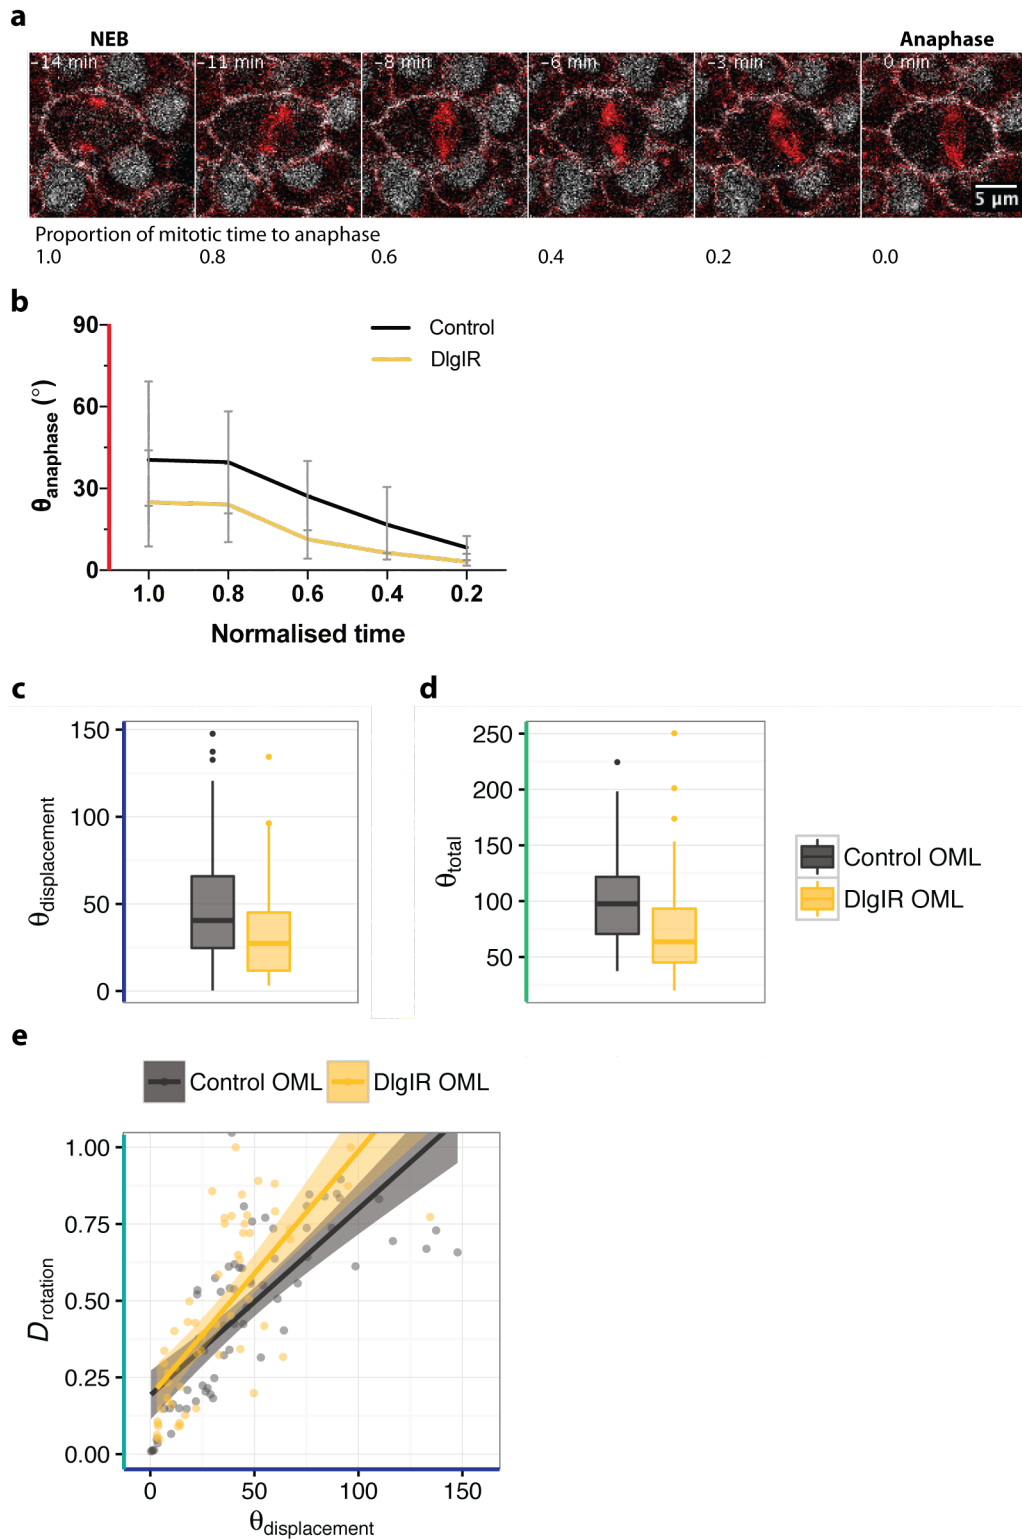 a
NEB Anaphase
-14 min -11 min -8 min -6 min -3 min 0 min
5 µm
Proportion of mitotic time to anaphase
1.0 0.8 0.6 0.4 0.2 0.0
b
θanaphase (°)
90
60
30
0
Control
DlgIR
1.0 0.8 0.6 0.4 0.2
Normalised time
c
θdisplacement
150
100
50
0
d
θtotal
250
200
150
100
50
Control OML
DlgIR OML
e
Control OML DlgIR OML
Drotation
1.00
0.75
0.50
0.25
0.00
0 50 100 150
θdisplacement